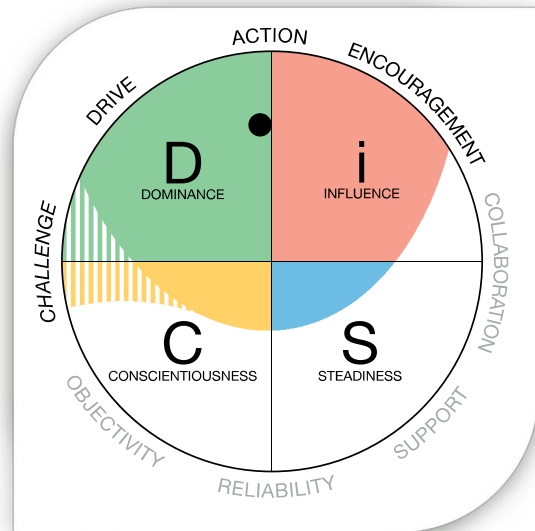 ACTION
DRIVE
ENCOURAGEMENT
D
DOMINANCE
i
INFLUENCE
CHALLENGE
COLLABORATION
C
CONSCIENTIOUSNESS
S
STEADINESS
OBJECTIVITY
SUPPORT
RELIABILITY